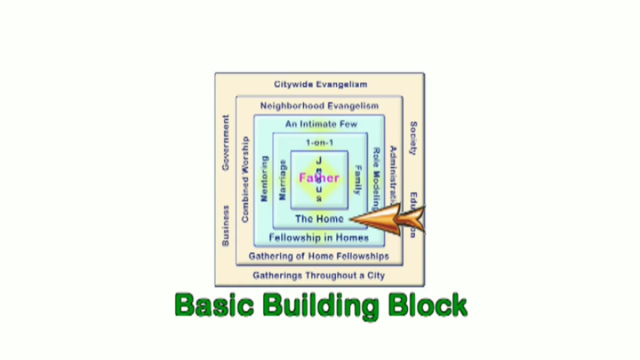 Citywide Evangelism
Neighborhood Evangelism
An Intimate Few
1-on-1
Government
Business
Combined Worship
Mentoring
Marriage
Jesus
Father
Family
Role Modeling
Society
The Home
Fellowship in Homes
Gathering of Home Fellowships
Gatherings Throughout a City
Basic Building Block